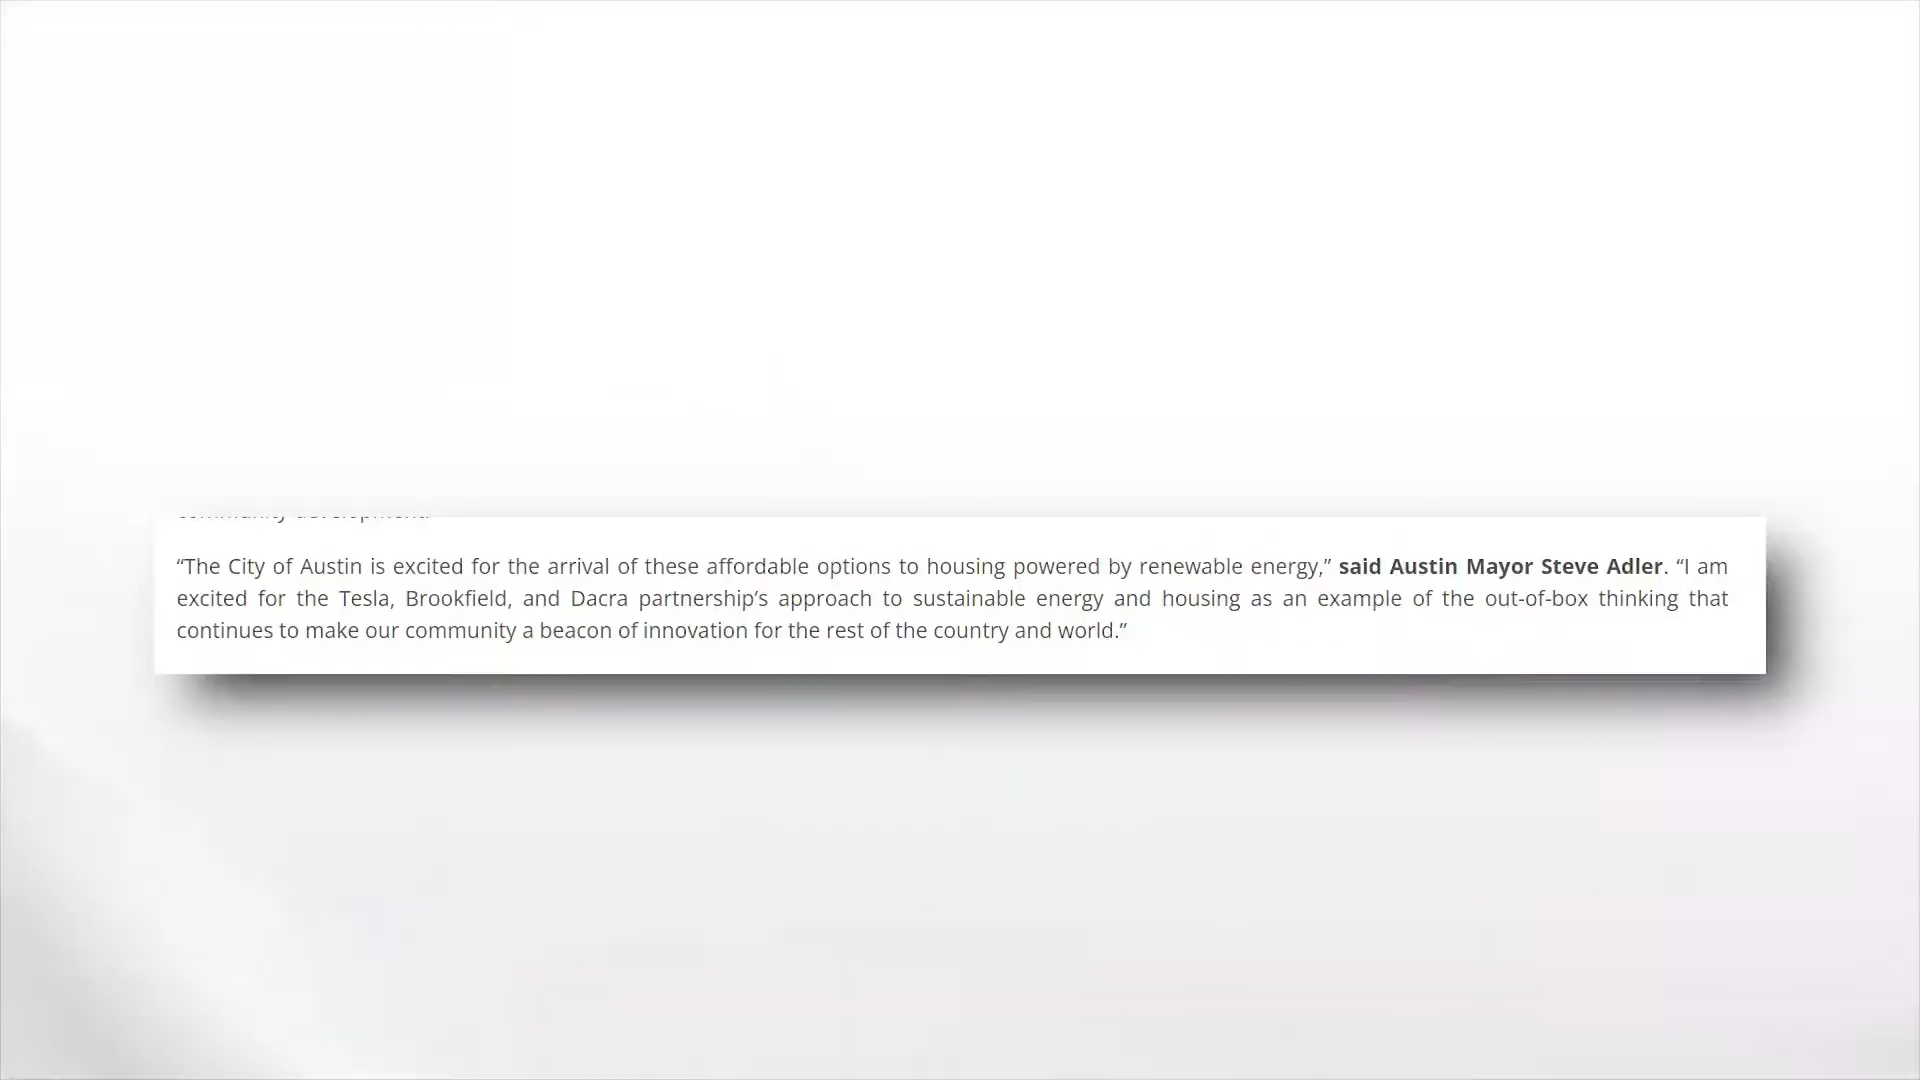 “The City of Austin is excited for the arrival of these affordable options to housing powered by renewable energy,” said Austin Mayor Steve Adler. “I am
excited for the Tesla, Brookfield, and Dacra partnership’s approach to sustainable energy and housing as an example of the out-of-box thinking that
continues to make our community a beacon of innovation for the rest of the country and world.”